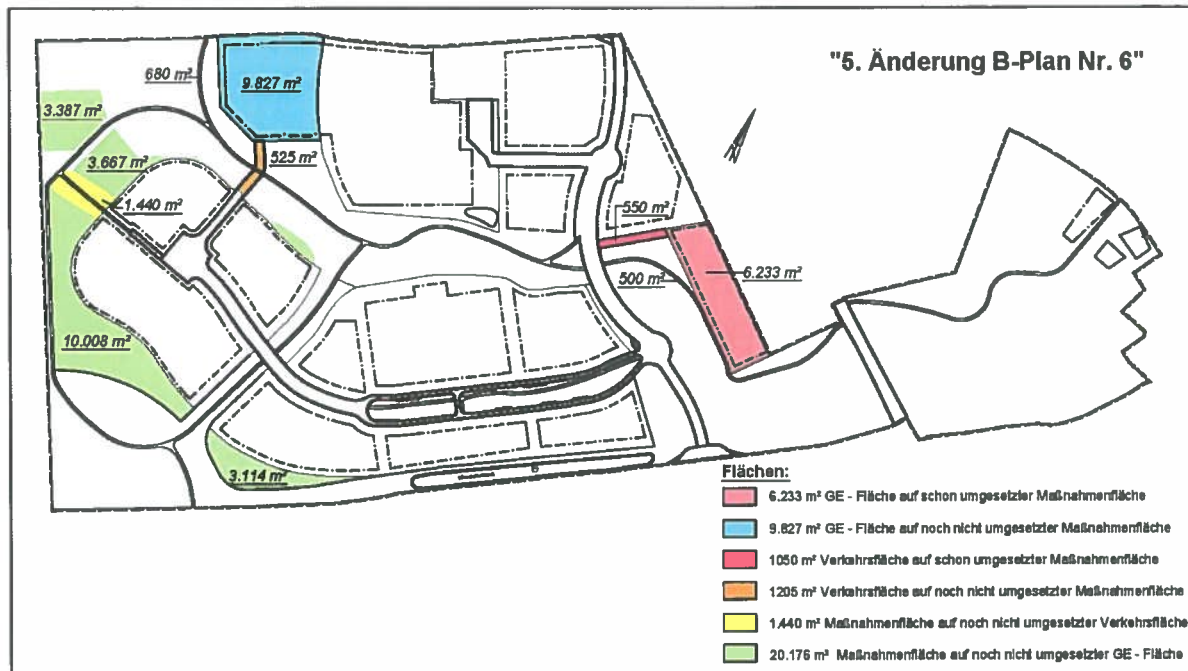 "5. Änderung B-Plan Nr. 6"
680 m²
9.827 m²
3.387 m²
3.667 m²
525 m²
1.440 m²
550 m²
500 m²
6.233 m²
10.008 m²
3.114 m²
Flächen:
6.233 m² GE - Fläche auf schon umgesetzter Maßnahmenfläche
9.827 m² GE - Fläche auf noch nicht umgesetzter Maßnahmenfläche
1050 m² Verkehrsfläche auf schon umgesetzter Maßnahmenfläche
1205 m² Verkehrsfläche auf noch nicht umgesetzter Maßnahmenfläche
1.440 m² Maßnahmenfläche auf noch nicht umgesetzter Verkehrsfläche
20.176 m² Maßnahmenfläche auf noch nicht umgesetzter GE - Fläche